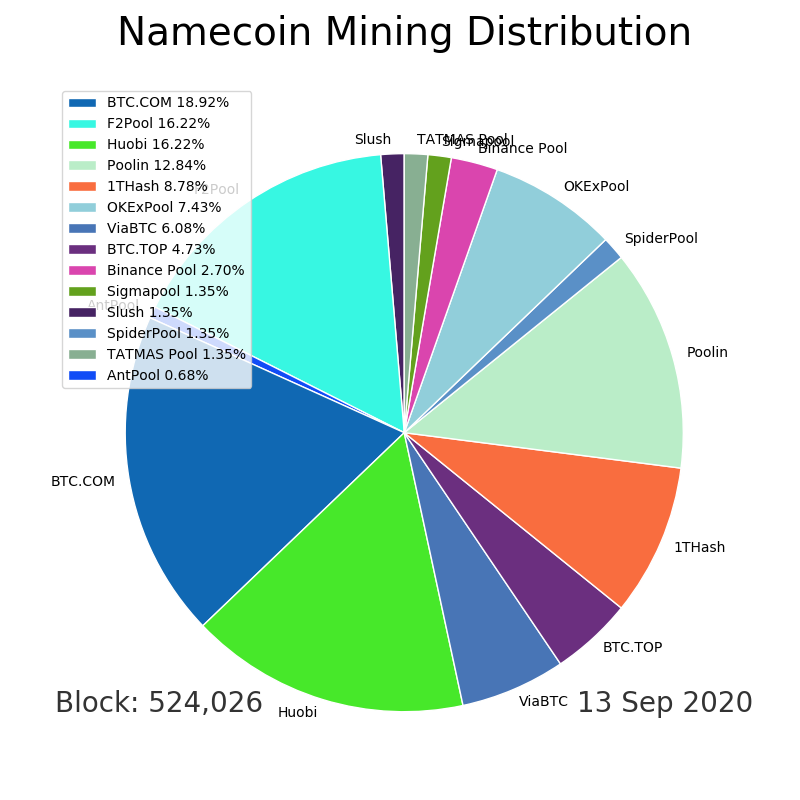 Namecoin Mining Distribution
BTC.COM 18.92%
F2Pool 16.22%
Huobi 16.22%
Poolin 12.84%
1THash 8.78%
OKExPool 7.43%
ViaBTC 6.08%
BTC.TOP 4.73%
Binance Pool 2.70%
Sigmapool 1.35%
Slush 1.35%
SpiderPool 1.35%
TATMAS Pool 1.35%
AntPool 0.68%
Slush
TATMAS Pool
Sigmapool
Binance Pool
OKExPool
SpiderPool
F2Pool
AntPool
Poolin
BTC.COM
1THash
BTC.TOP
ViaBTC
Huobi
Block: 524,026
13 Sep 2020